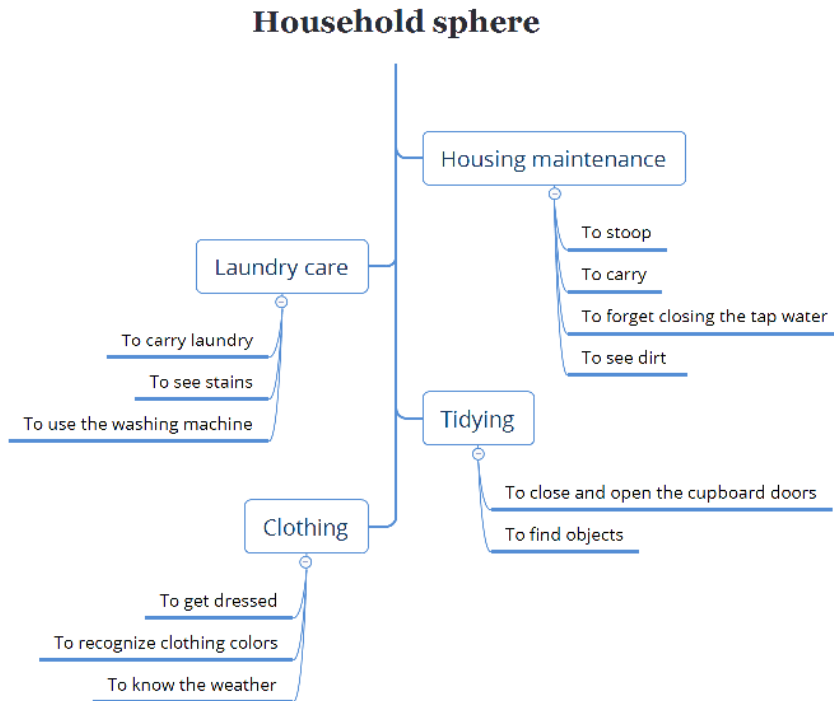 Household sphere
Housing maintenance
To stoop
To carry
To forget closing the tap water
To see dirt
Laundry care
To carry laundry
To see stains
To use the washing machine
Tidying
To close and open the cupboard doors
To find objects
Clothing
To get dressed
To recognize clothing colors
To know the weather